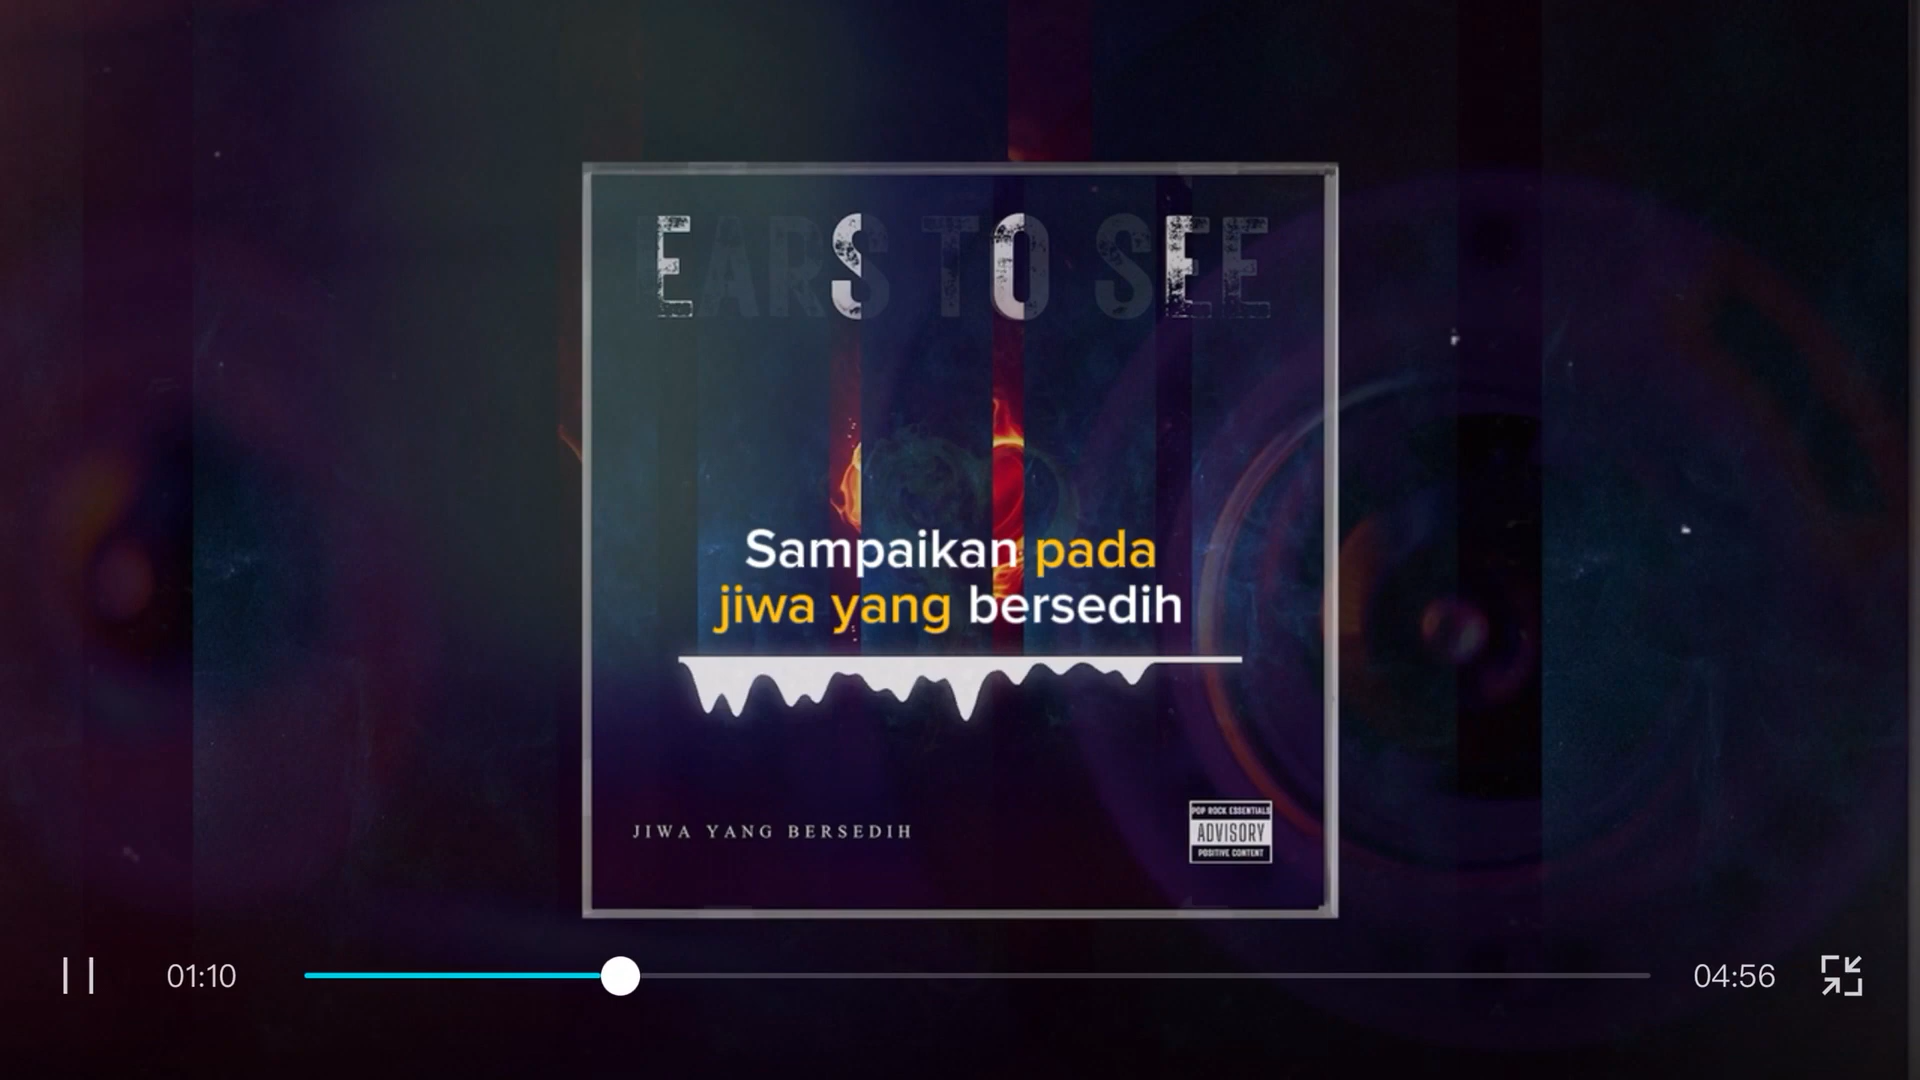 EARS TO SEE
Sampaikan pada
jiwa yang bersedih
JIWA YANG BERSEDIH
POP ROCK ESSENTIALS
ADVISORY
POSITIVE CONTENT
01:10
04:56